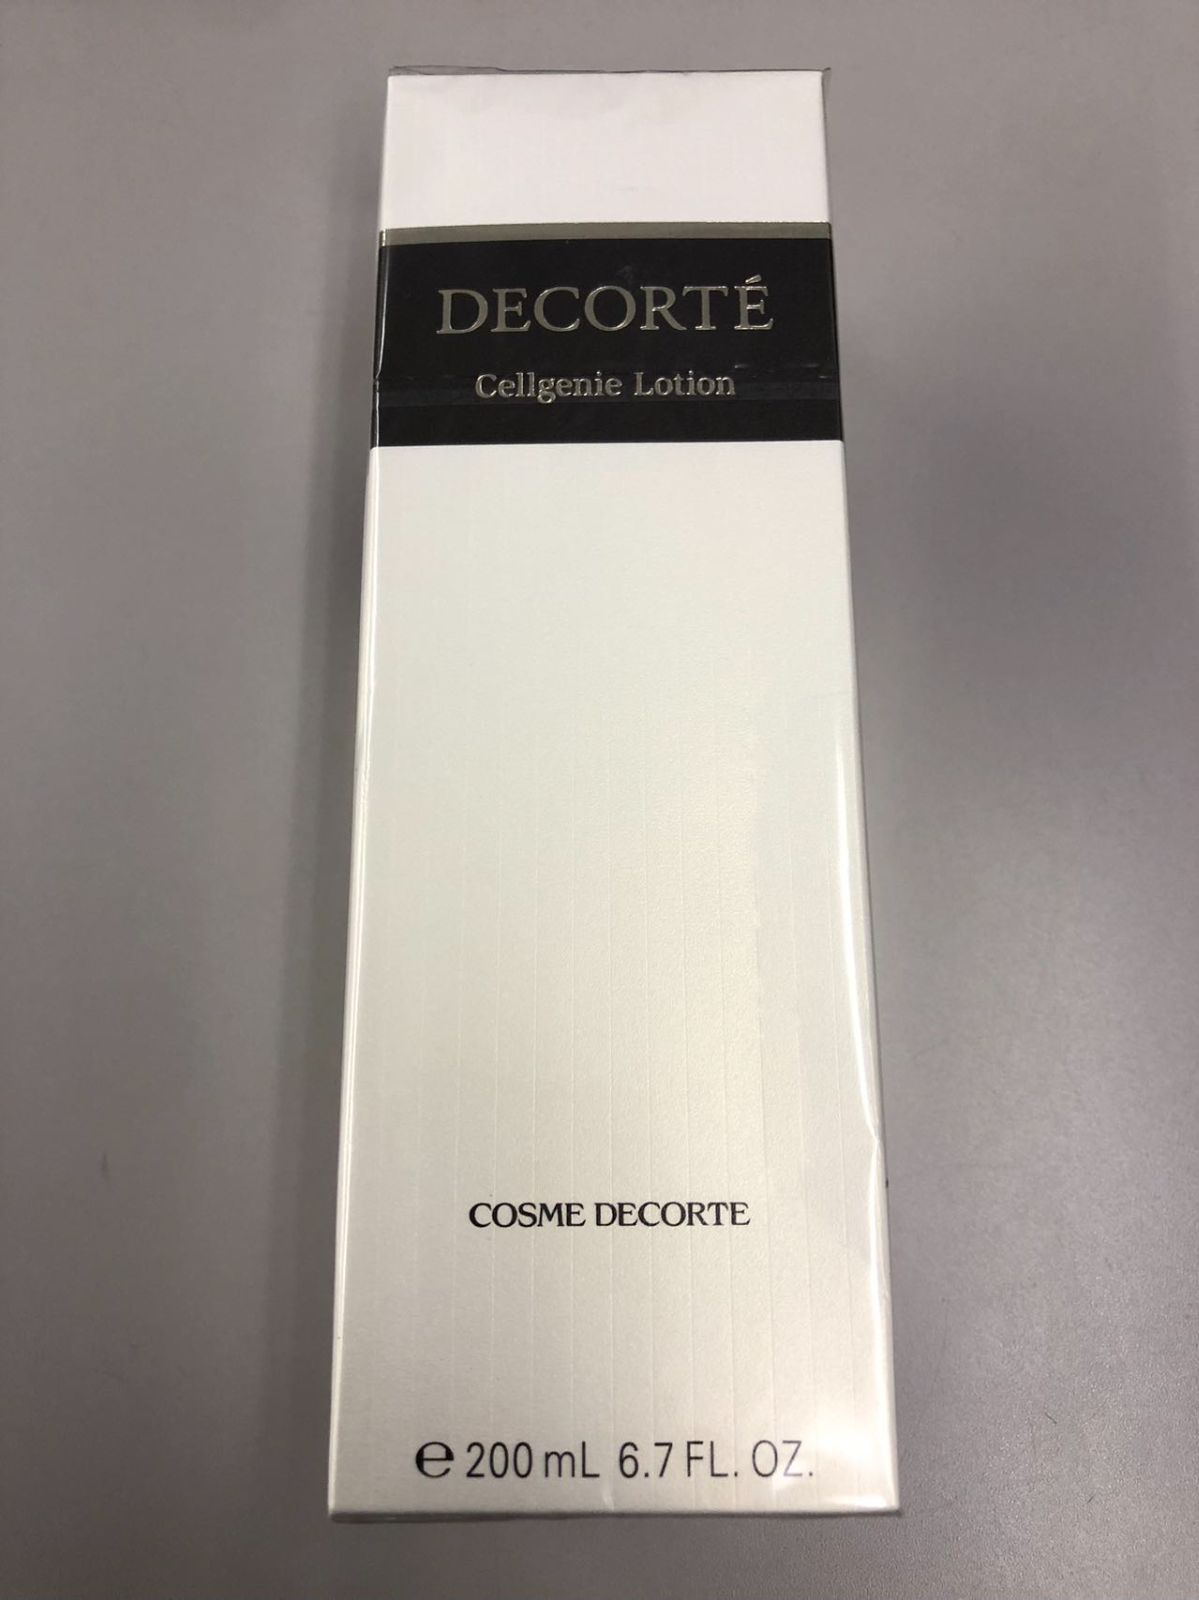 DECORTÉ
Cellgenie Lotion
COSME DECORTE
℮ 200 mL 6.7 FL. OZ.